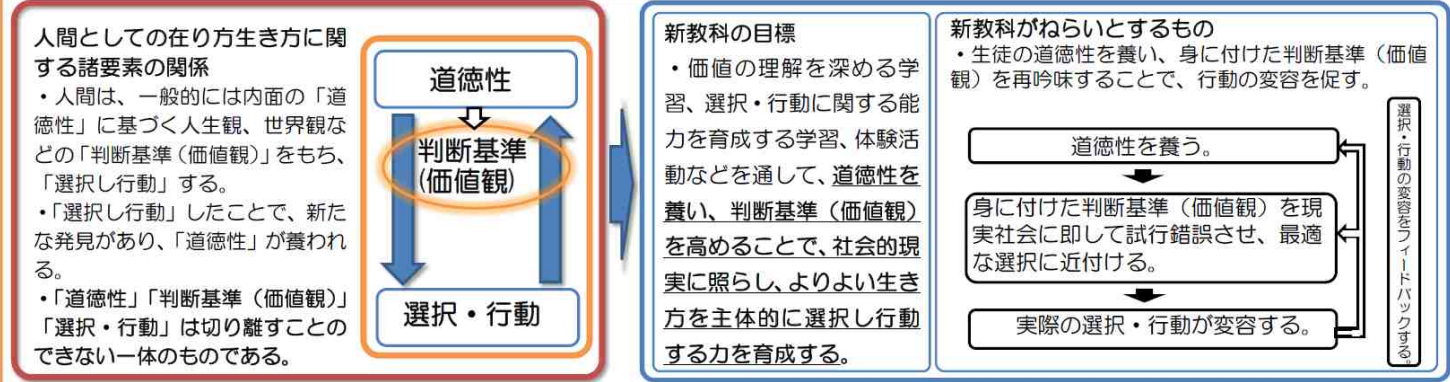 人間としての在り方生き方に関
する諸要素の関係
・人間は、一般的には内面の「道
徳性」に基づく人生観、世界観な
どの「判断基準（価値観）」をもち、
「選択し行動」する。
・「選択し行動」したことで、新た
な発見があり、「道徳性」が養われ
る。
・「道徳性」「判断基準（価値観）」
「選択・行動」は切り離すことの
できない一体のものである。
道徳性
判断基準
(価値観)
選択・行動
新教科の目標
・価値の理解を深める学
習、選択・行動に関する能
力を育成する学習、体験活
動などを通して、道徳性を
養い、判断基準（価値観）
を高めることで、社会的現
実に照らし、よりよい生き
方を主体的に選択し行動
する力を育成する。
新教科がねらいとするもの
・生徒の道徳性を養い、身に付けた判断基準（価値
観）を再吟味することで、行動の変容を促す。
道徳性を養う。
身に付けた判断基準（価値観）を現
実社会に即して試行錯誤させ、最適
な選択に近付ける。
実際の選択・行動が変容する。
選択・行動の変容をフィードバックする。